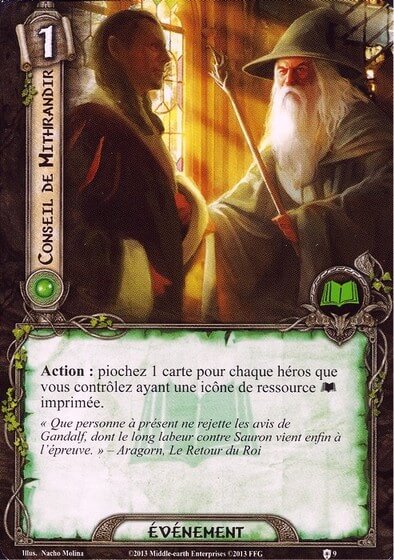 1
CONSEIL DE MITHRANDIR
Action : piochez 1 carte pour chaque héros que
vous contrôlez ayant une icône de ressource
imprimée.
« Que personne à présent ne rejette les avis de
Gandalf, dont le long labeur contre Sauron vient enfin à
l'épreuve. » – Aragorn, Le Retour du Roi
ÉVÉNEMENT
Illus. Nacho Molina
©2013 Middle-earth Enterprises ©2013 FFG
9